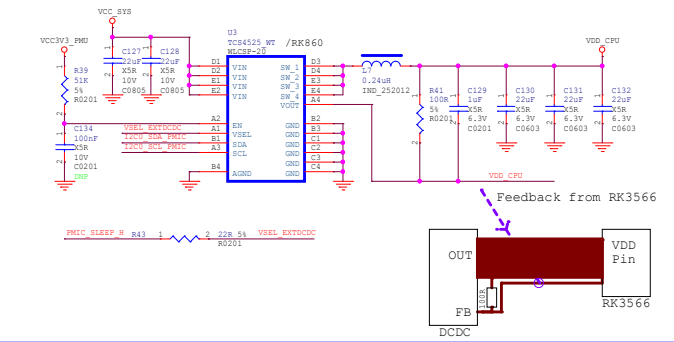 VCC_SYS
VCC3V3_PMU
U3
TCS4525_WT /RK860
WLCSP-20
VDD_CPU
C127
22uF
X5R
10V
C0805
C128
22uF
X5R
10V
C0805
R39
51K
5%
R0201
D1 VIN
D2 VIN
E1 VIN
E2 VIN
A2 EN
A1 VSEL
B1 SDA
A3 SCL
B4 AGND
SW_1 D3
SW_2 D4
SW_3 E3
SW_4 E4
VOUT A4
GND B2
GND B3
GND C1
GND C2
GND C3
GND C4
L7
0.24uH
IND_252012
R41
100R
5%
R0201
C129
1uF
X5R
6.3V
C0201
C130
22uF
X5R
6.3V
C0603
C131
22uF
X5R
6.3V
C0603
C132
22uF
X5R
6.3V
C0603
C134
100nF
X5R
10V
C0201
DNP
VSEL_EXTDCDC
I2C0_SDA_PMIC
I2C0_SCL_PMIC
VDD_CPU
Feedback from RK3566
PMIC_SLEEP_H R43 1 2 22R 5% VSEL_EXTDCDC
R0201
OUT
VDD
Pin
100R
FB
RK3566
DCDC